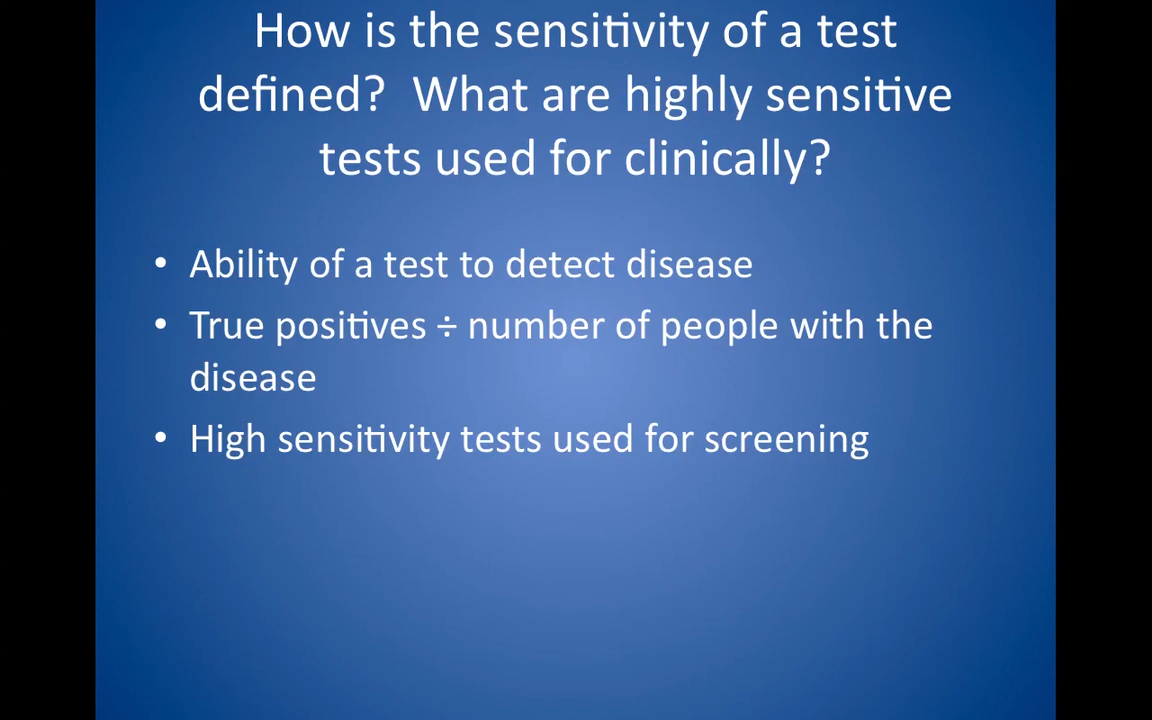 How is the sensitivity of a test
defined?  What are highly sensitive
tests used for clinically?
• Ability of a test to detect disease
• True positives ÷ number of people with the
disease
• High sensitivity tests used for screening